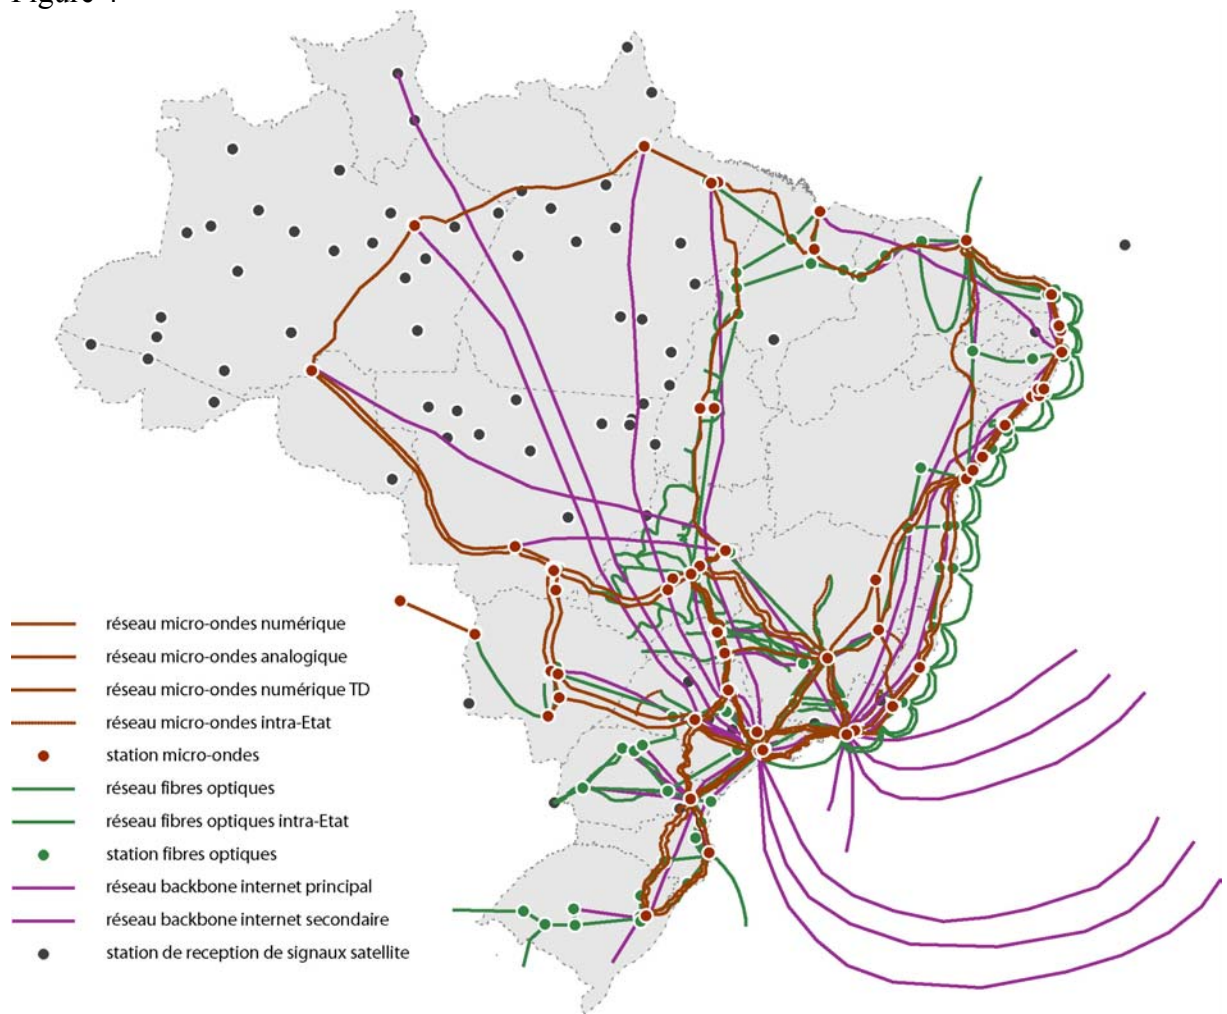 réseau micro-ondes numérique
réseau micro-ondes analogique
réseau micro-ondes numérique TD
réseau micro-ondes intra-Etat
station micro-ondes
réseau fibres optiques
réseau fibres optiques intra-Etat
station fibres optiques
réseau backbone internet principal
réseau backbone internet secondaire
station de reception de signaux satellite